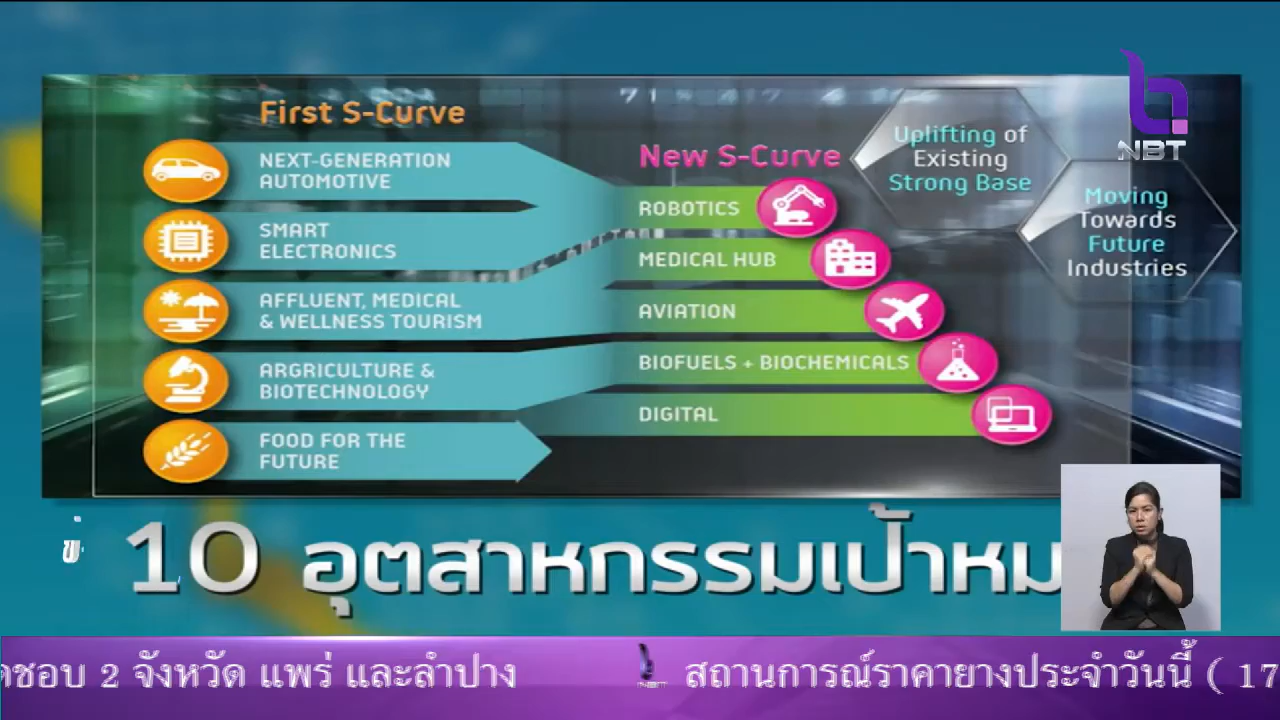 First S-Curve
NEXT-GENERATION
AUTOMOTIVE
SMART
ELECTRONICS
AFFLUENT, MEDICAL
& WELLNESS TOURISM
ARGRICULTURE &
BIOTECHNOLOGY
FOOD FOR THE
FUTURE
New S-Curve
ROBOTICS
MEDICAL HUB
AVIATION
BIOFUELS + BIOCHEMICALS
DIGITAL
Uplifting of
Existing
Strong Base
Moving
Towards
Future
Industries
NBT
10 อุตสาหกรรมเป้าหม
ชอบ 2 จังหวัด แพร่ และลำปาง
สถานการณ์ราคายางประจำวันนี้ ( 17